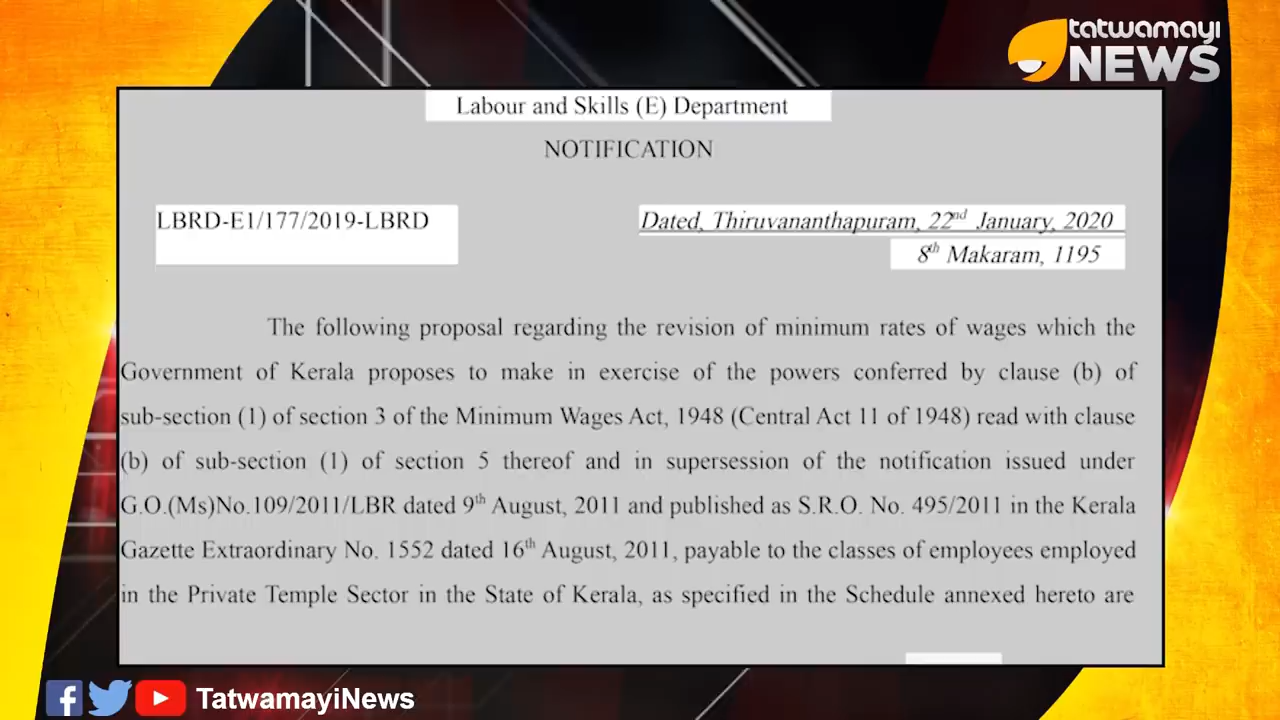 tatwamayi
NEWS
Labour and Skills (E) Department
NOTIFICATION
LBRD-E1/177/2019-LBRD
Dated, Thiruvananthapuram, 22nd January, 2020
8th Makaram, 1195
The following proposal regarding the revision of minimum rates of wages which the
Government of Kerala proposes to make in exercise of the powers conferred by clause (b) of
sub-section (1) of section 3 of the Minimum Wages Act, 1948 (Central Act 11 of 1948) read with clause
(b) of sub-section (1) of section 5 thereof and in supersession of the notification issued under
G.O.(Ms)No.109/2011/LBR dated 9th August, 2011 and published as S.R.O. No. 495/2011 in the Kerala
Gazette Extraordinary No. 1552 dated 16th August, 2011, payable to the classes of employees employed
in the Private Temple Sector in the State of Kerala, as specified in the Schedule annexed hereto are
TatwamayiNews